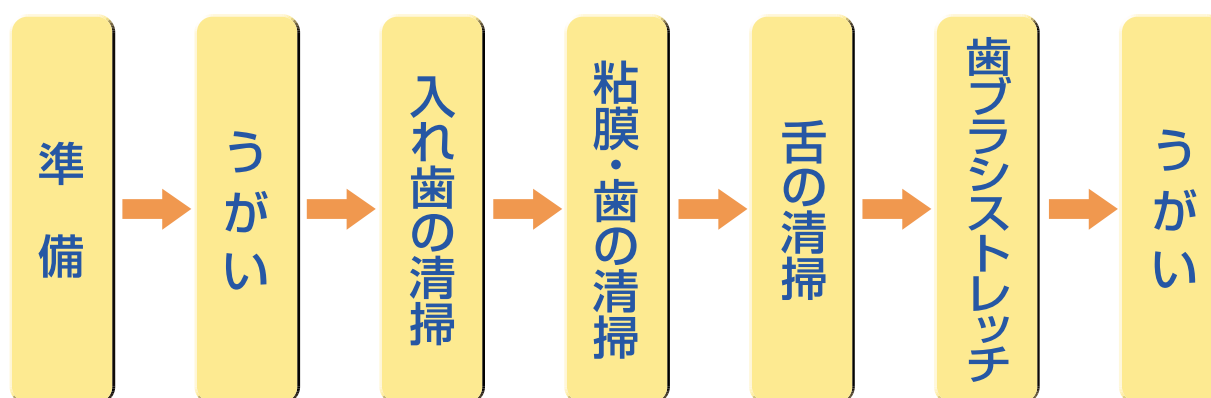 準備
うがい
入れ歯の清掃
粘膜・歯の清掃
舌の清掃
歯ブラシストレッチ
うがい